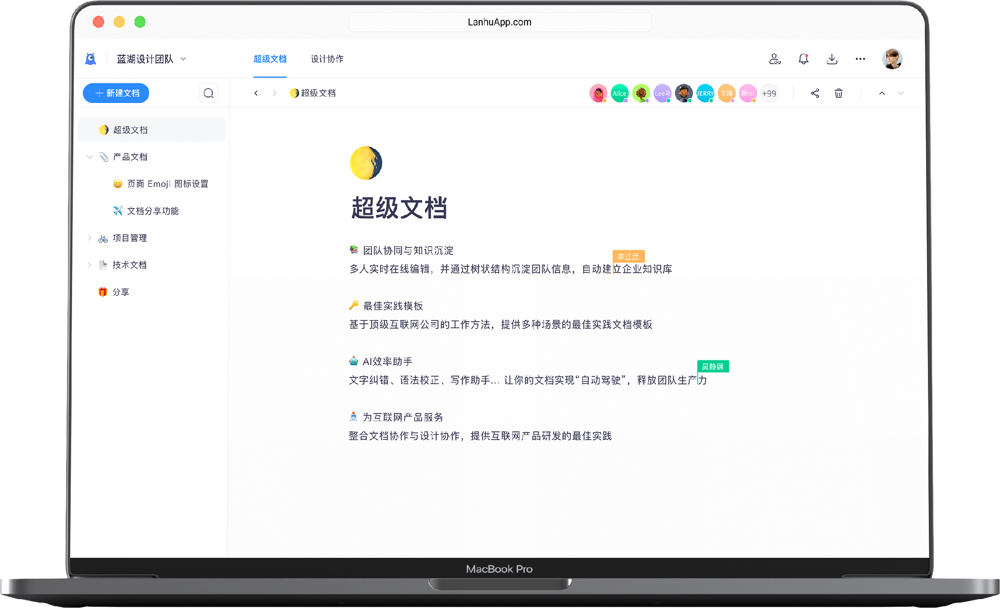 LanhuApp.com
蓝湖设计团队
超级文档
设计协作
新建文档
超级文档
Alice
Lee马
JERRY
吉瑞
廖rer
+99
超级文档
产品文档
页面 Emoji 图标设置
文档分享功能
项目管理
技术文档
分享
超级文档
团队协同与知识沉淀
李江武
多人实时在线编辑，并通过树状结构沉淀团队信息，自动建立企业知识库
最佳实践模板
基于顶级互联网公司的工作方法，提供多种场景的最佳实践文档模板
AI效率助手
吴静娴
文字纠错、语法校正、写作助手... 让你的文档实现“自动驾驶”，释放团队生产力
为互联网产品服务
整合文档协作与设计协作，提供互联网产品研发的最佳实践
MacBook Pro